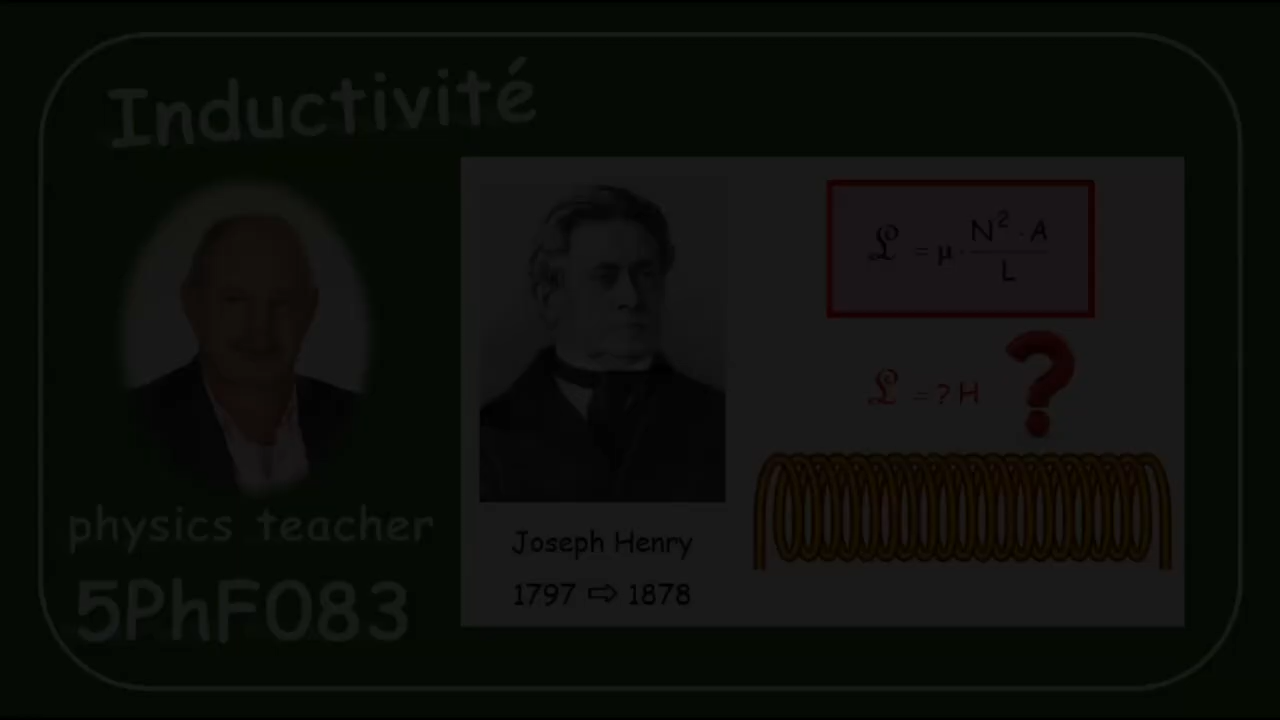 Inductivité
ℒ = μ · N² · A / L
ℒ = ? H
?
physics teacher
Joseph Henry
5PhF083
1797 ⇨ 1878